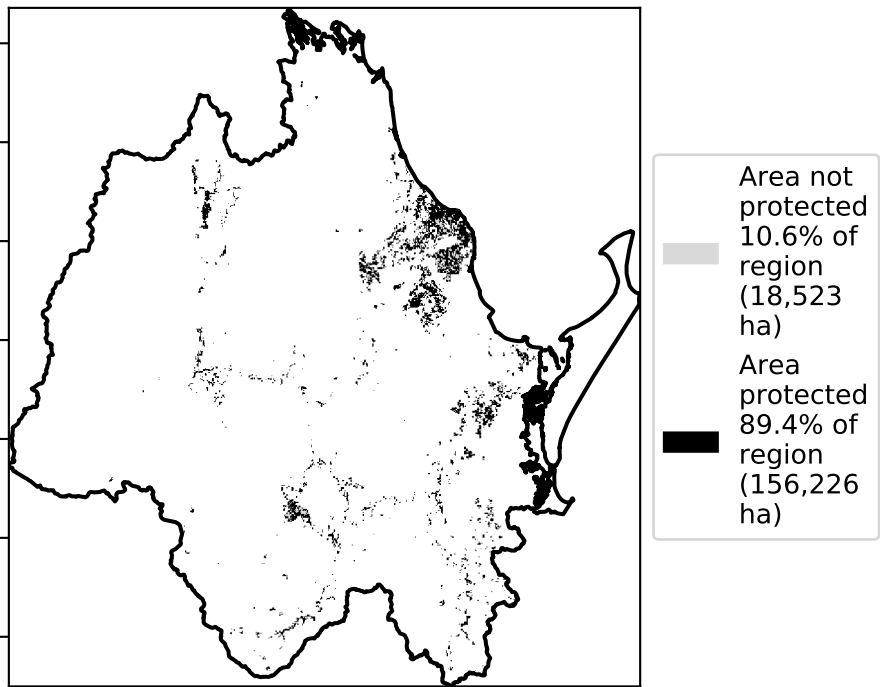 Area not
protected
10.6% of
region
(18,523
ha)
Area
protected
89.4% of
region
(156,226
ha)